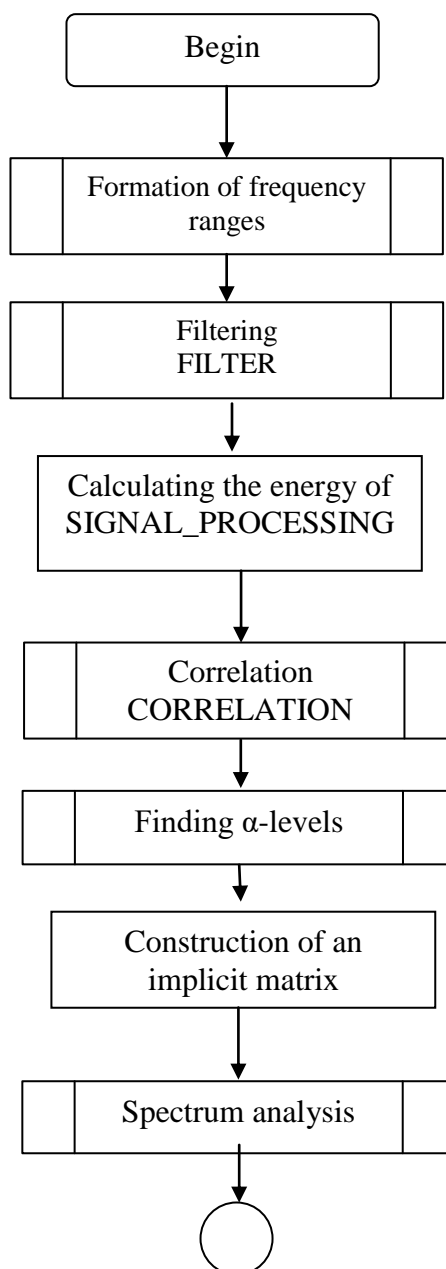 Begin
Formation of frequency
ranges
Filtering
FILTER
Calculating the energy of
SIGNAL_PROCESSING
Correlation
CORRELATION
Finding α-levels
Construction of an
implicit matrix
Spectrum analysis